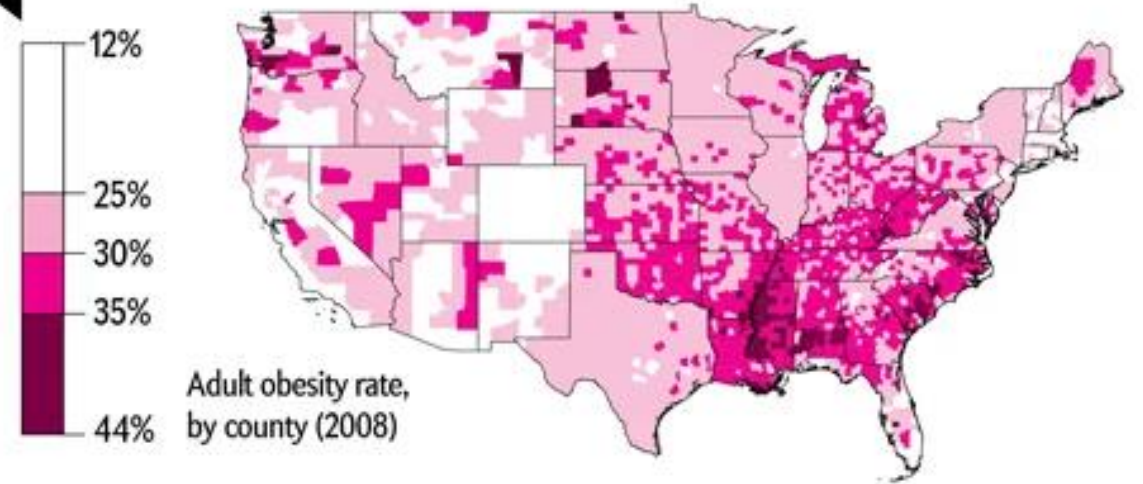 12%
25%
30%
35%
44%
Adult obesity rate,
by county (2008)